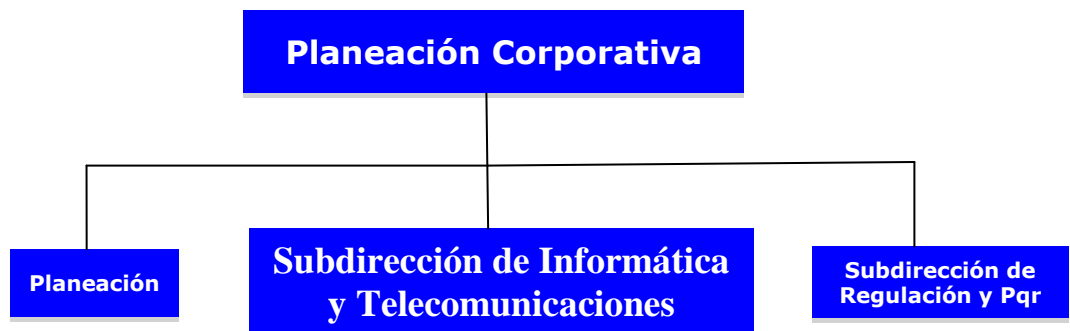 Planeación Corporativa
Planeación
Subdirección de Informática
y Telecomunicaciones
Subdirección de
Regulación y Pqr